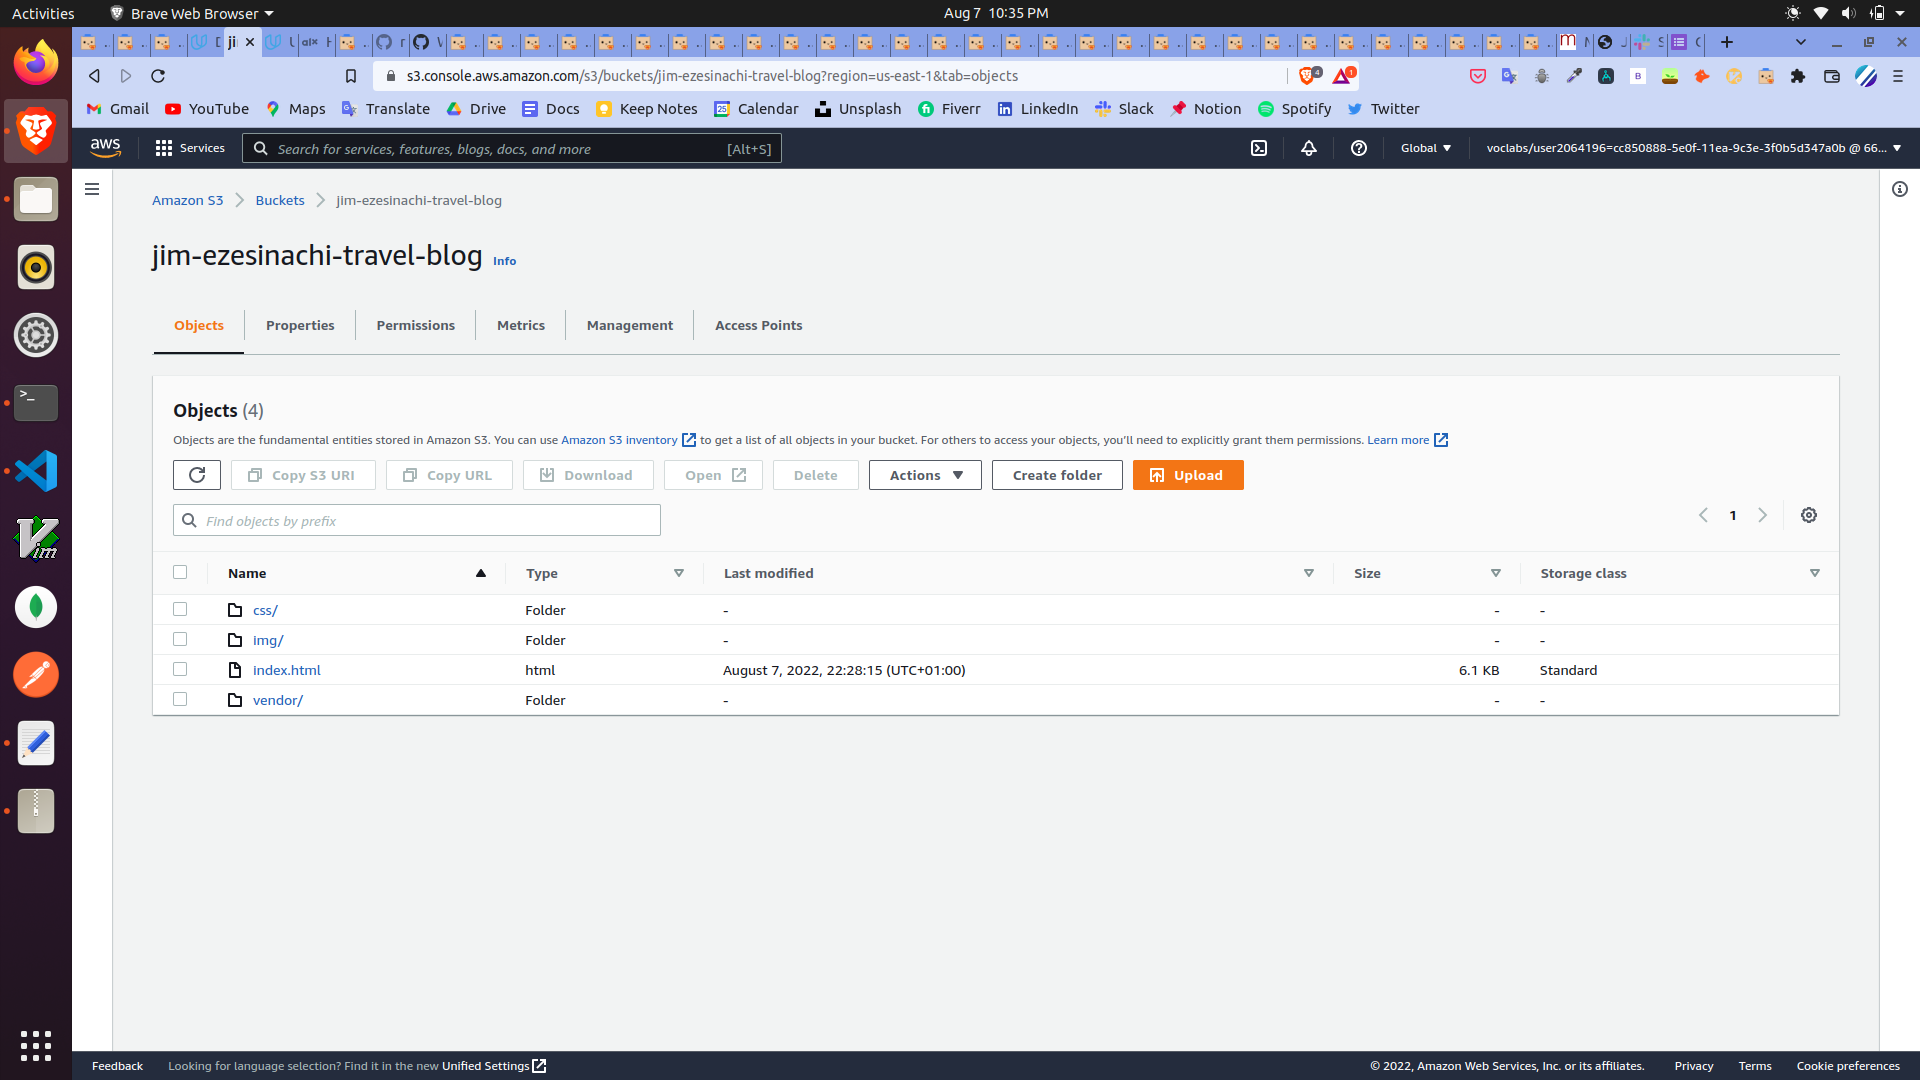 Activities Brave Web Browser Aug 7 10:35 PM
s3.console.aws.amazon.com/s3/buckets/jim-ezesinachi-travel-blog?region=us-east-1&tab=objects 4 1
Gmail YouTube Maps Translate Drive Docs Keep Notes Calendar Unsplash Fiverr LinkedIn Slack Notion Spotify Twitter
aws Services Search for services, features, blogs, docs, and more [Alt+S] Global voclabs/user2064196=cc850888-5e0f-11ea-9c3e-3f0b5d347a0b @ 66...
Amazon S3 Buckets jim-ezesinachi-travel-blog
jim-ezesinachi-travel-blog Info
Objects Properties Permissions Metrics Management Access Points
Objects (4)
Objects are the fundamental entities stored in Amazon S3. You can use Amazon S3 inventory to get a list of all objects in your bucket. For others to access your objects, you'll need to explicitly grant them permissions. Learn more
Copy S3 URI Copy URL Download Open Delete Actions Create folder Upload
Find objects by prefix 1
Name Type Last modified Size Storage class
css/ Folder - - -
img/ Folder - - -
index.html html August 7, 2022, 22:28:15 (UTC+01:00) 6.1 KB Standard
vendor/ Folder - - -
Feedback Looking for language selection? Find it in the new Unified Settings © 2022, Amazon Web Services, Inc. or its affiliates. Privacy Terms Cookie preferences